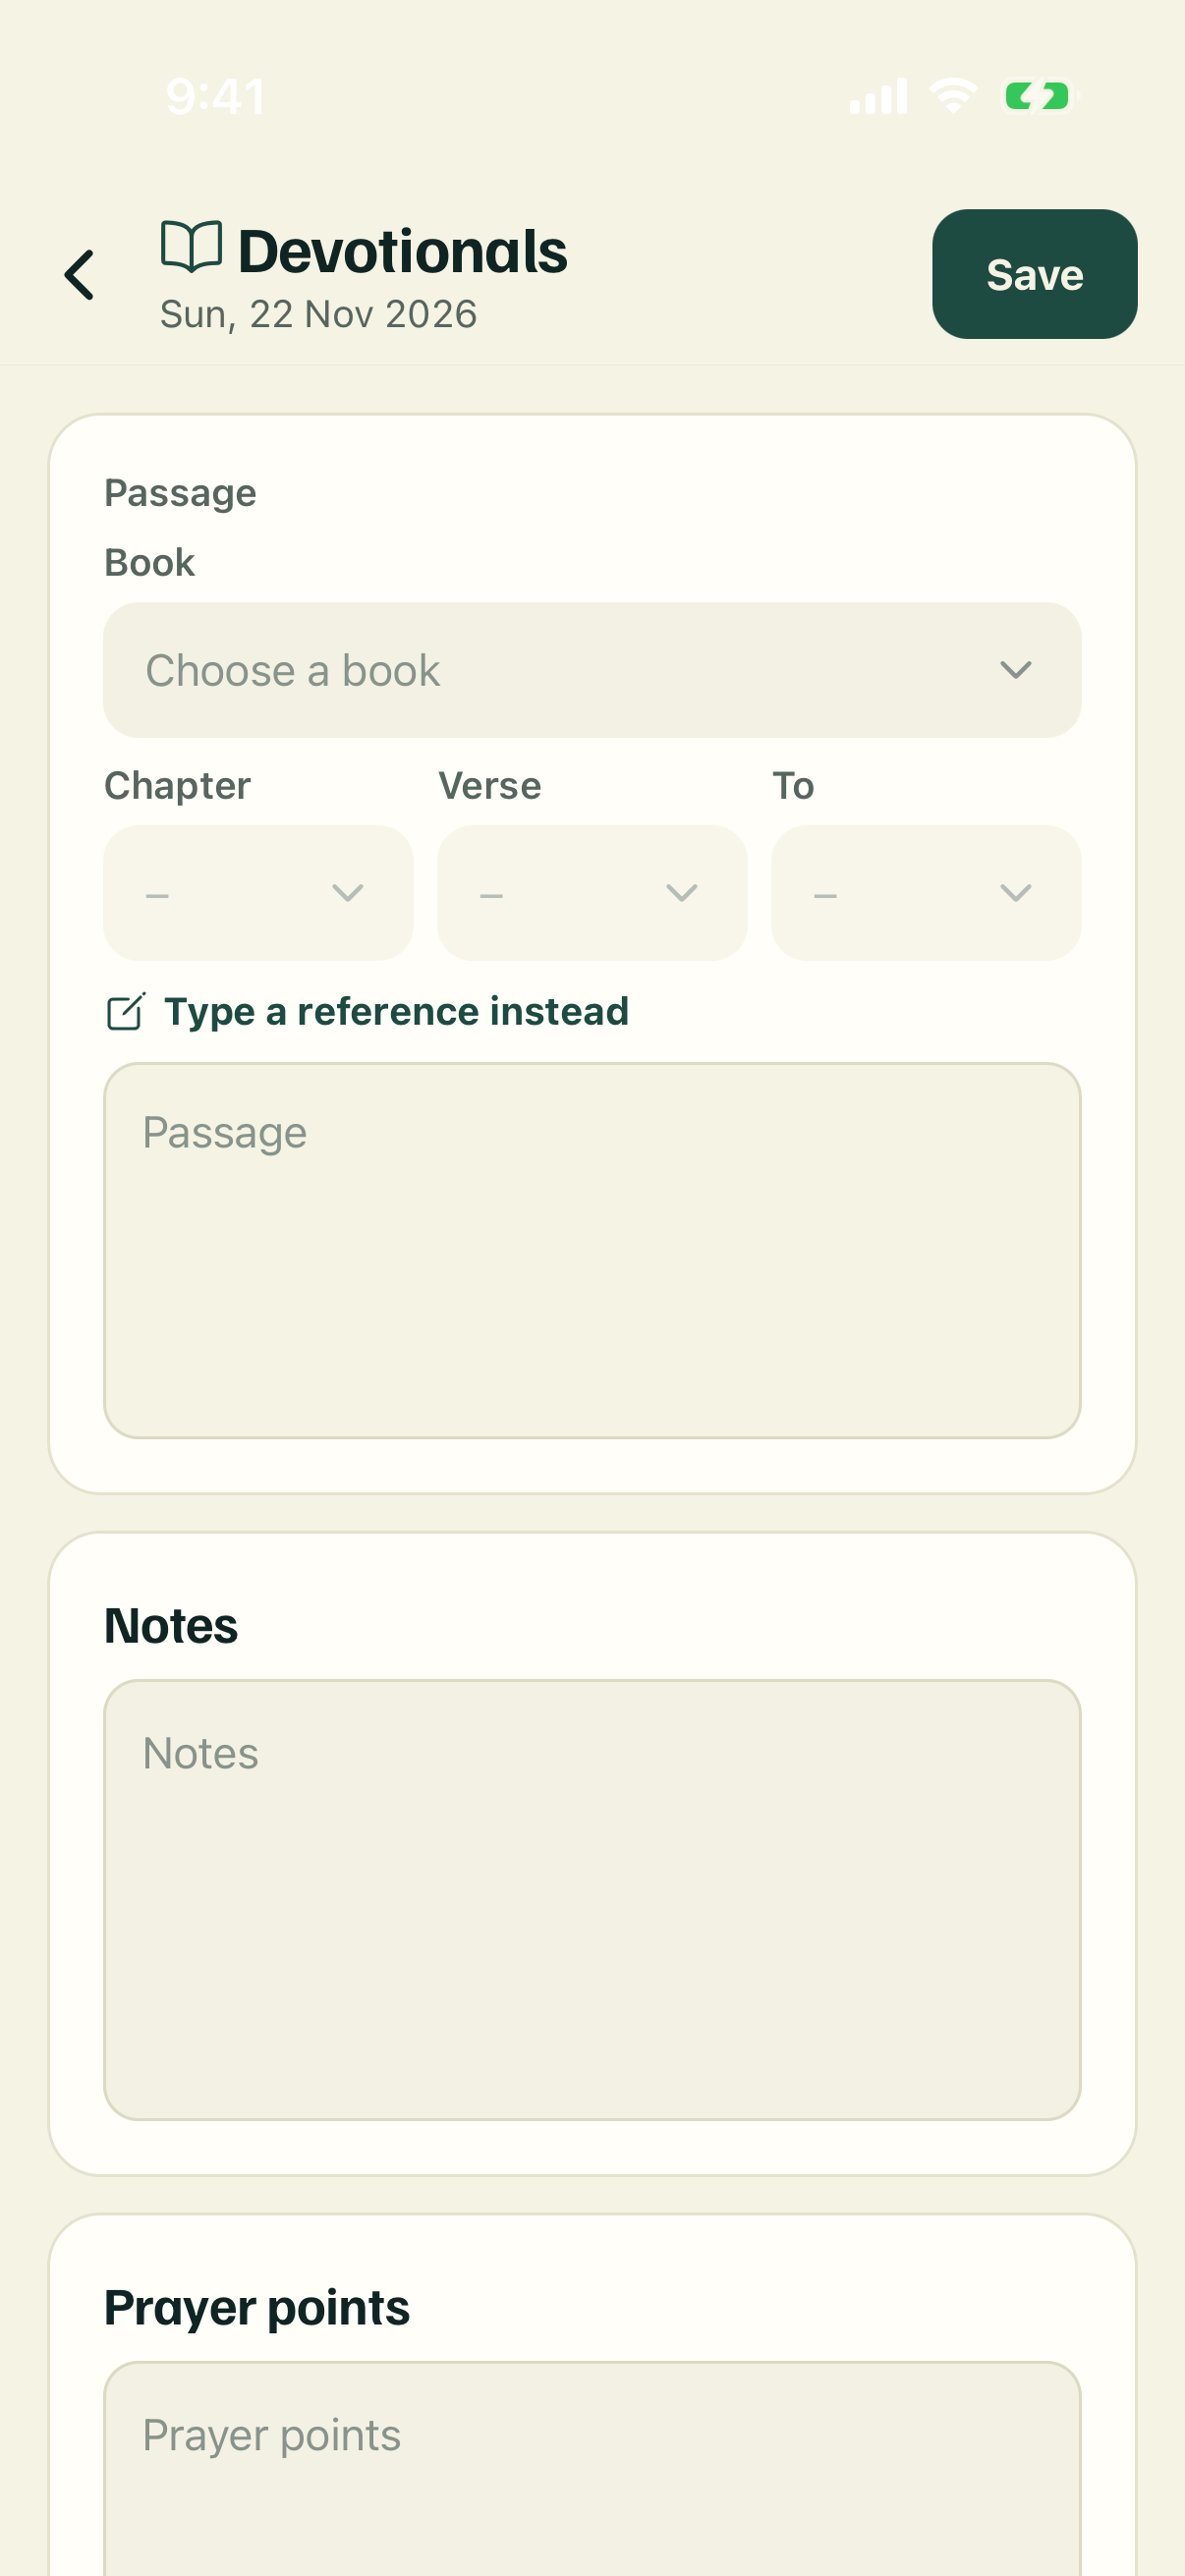 9:41
Devotionals
Sun, 22 Nov 2026
Save
Passage
Book
Choose a book
Chapter Verse To
– – –
Type a reference instead
Passage
Notes
Notes
Prayer points
Prayer points